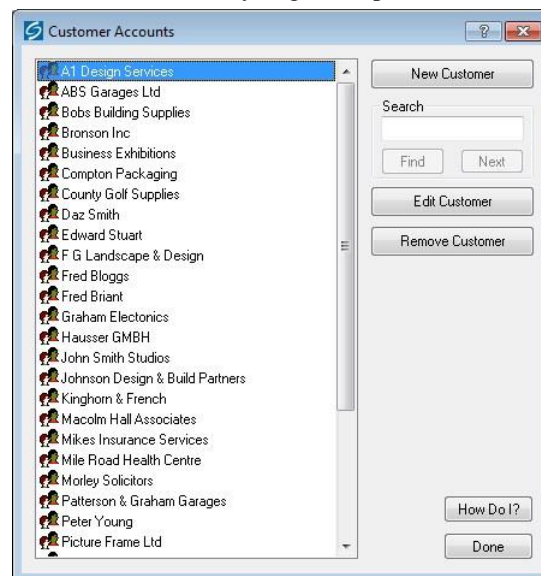 Customer Accounts
A1 Design Services
ABS Garages Ltd
Bobs Building Supplies
Bronson Inc
Business Exhibitions
Compton Packaging
County Golf Supplies
Daz Smith
Edward Stuart
F G Landscape & Design
Fred Bloggs
Fred Briant
Graham Electonics
Hausser GMBH
John Smith Studios
Johnson Design & Build Partners
Kinghorn & French
Macolm Hall Associates
Mikes Insurance Services
Mile Road Health Centre
Morley Solicitors
Patterson & Graham Garages
Peter Young
Picture Frame Ltd
New Customer
Search
Find
Next
Edit Customer
Remove Customer
How Do I?
Done